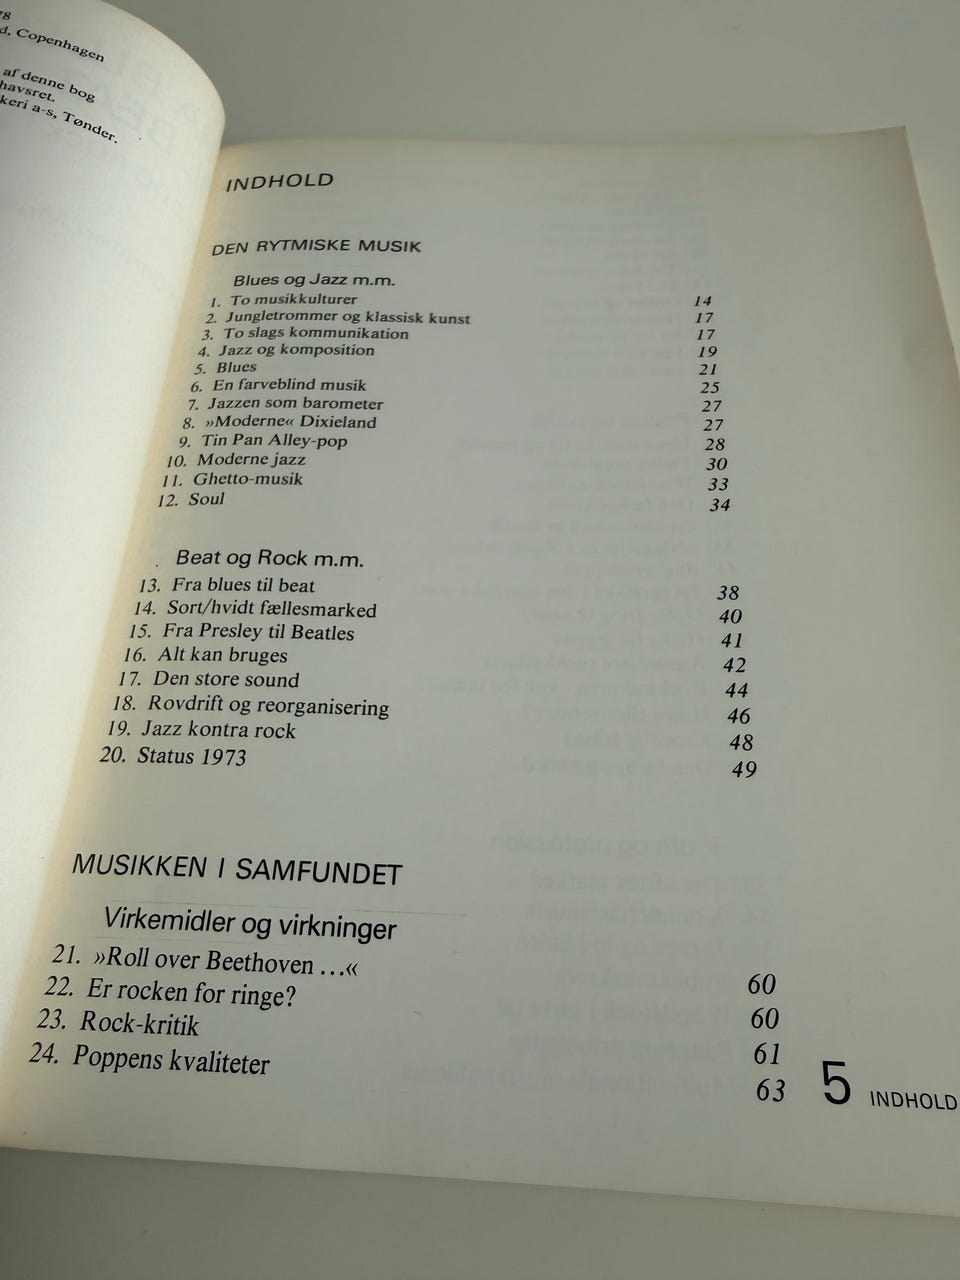 78
d, Copenhagen
af denne bog
havsret.
keri a-s, Tønder.
INDHOLD
DEN RYTMISKE MUSIK
Blues og Jazz m.m.
1. To musikkulturer 14
2. Jungletrommer og klassisk kunst 17
3. To slags kommunikation 17
4. Jazz og komposition 19
5. Blues 21
6. En farveblind musik 25
7. Jazzen som barometer 27
8. »Moderne« Dixieland 27
9. Tin Pan Alley-pop 28
10. Moderne jazz 30
11. Ghetto-musik 33
12. Soul 34
Beat og Rock m.m.
13. Fra blues til beat 38
14. Sort/hvidt fællesmarked 40
15. Fra Presley til Beatles 41
16. Alt kan bruges 42
17. Den store sound 44
18. Rovdrift og reorganisering 46
19. Jazz kontra rock 48
20. Status 1973 49
MUSIKKEN I SAMFUNDET
Virkemidler og virkninger
21. »Roll over Beethoven ...« 60
22. Er rocken for ringe? 60
23. Rock-kritik 61
24. Poppens kvaliteter 63
5 INDHOLD